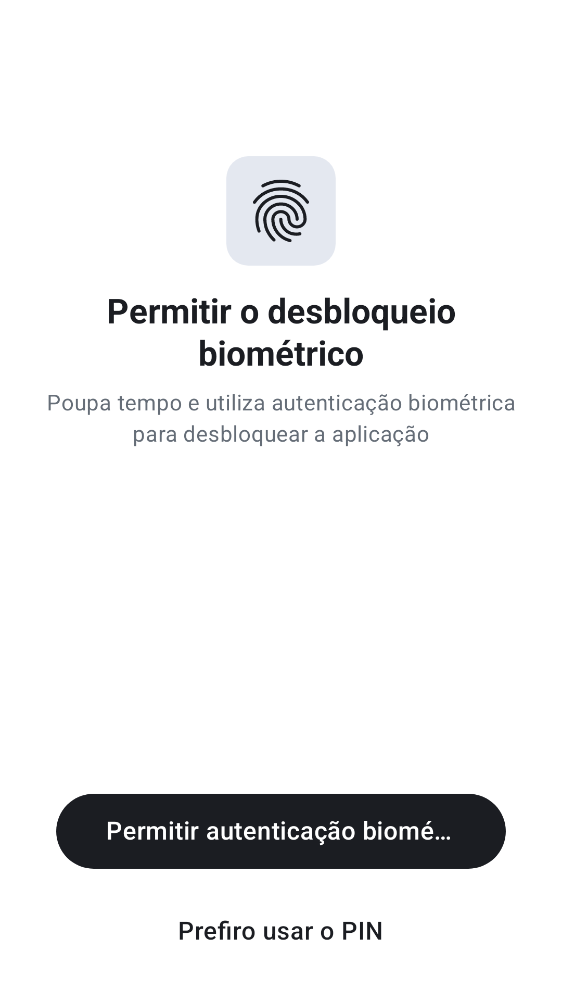 Permitir o desbloqueio
biométrico
Poupa tempo e utiliza autenticação biométrica
para desbloquear a aplicação
Permitir autenticação biomé…
Prefiro usar o PIN